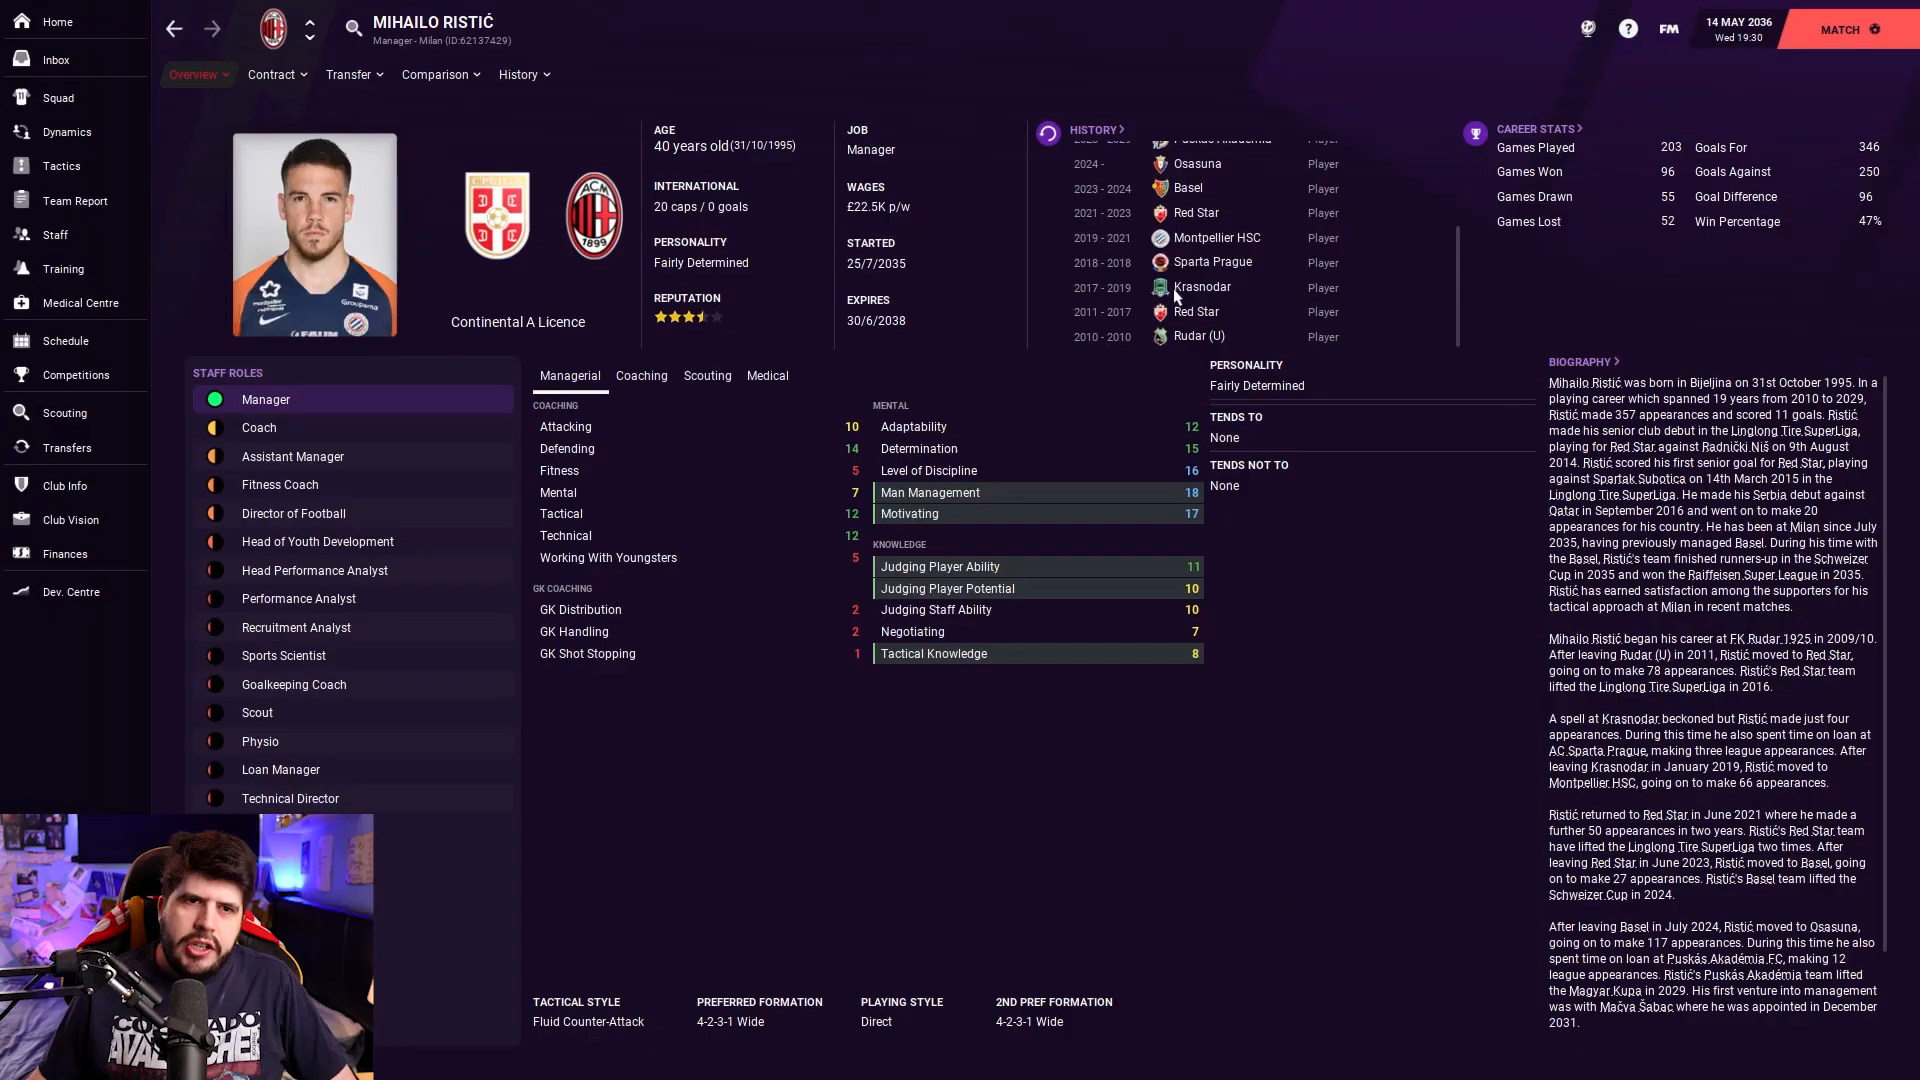 Home
Inbox
Squad
Dynamics
Tactics
Team Report
Staff
Training
Medical Centre
Schedule
Competitions
Scouting
Transfers
Club Info
Club Vision
Finances
Dev. Centre
MIHAILO RISTIĆ
Manager - Milan (ID:62137429)
FM
14 MAY 2036
Wed 19:30
MATCH
Overview
Contract
Transfer
Comparison
History
1899
AGE
40 years old(31/10/1995)
INTERNATIONAL
20 caps / 0 goals
PERSONALITY
Fairly Determined
REPUTATION
Continental A Licence
JOB
Manager
WAGES
£22.5K p/w
STARTED
25/7/2035
EXPIRES
30/6/2038
HISTORY
2024 - Osasuna Player
2023 - 2024 Basel Player
2021 - 2023 Red Star Player
2019 - 2021 Montpellier HSC Player
2018 - 2018 Sparta Prague Player
2017 - 2019 Krasnodar Player
2011 - 2017 Red Star Player
2010 - 2010 Rudar (U) Player
CAREER STATS
Games Played 203 Goals For 346
Games Won 96 Goals Against 250
Games Drawn 55 Goal Difference 96
Games Lost 52 Win Percentage 47%
STAFF ROLES
Manager
Coach
Assistant Manager
Fitness Coach
Director of Football
Head of Youth Development
Head Performance Analyst
Performance Analyst
Recruitment Analyst
Sports Scientist
Goalkeeping Coach
Scout
Physio
Loan Manager
Technical Director
Managerial Coaching Scouting Medical
COACHING
Attacking 10
Defending 14
Fitness 5
Mental 7
Tactical 12
Technical 12
Working With Youngsters 5
GK COACHING
GK Distribution 2
GK Handling 2
GK Shot Stopping 1
MENTAL
Adaptability 12
Determination 15
Level of Discipline 16
Man Management 18
Motivating 17
KNOWLEDGE
Judging Player Ability 11
Judging Player Potential 10
Judging Staff Ability 10
Negotiating 7
Tactical Knowledge 8
PERSONALITY
Fairly Determined
TENDS TO
None
TENDS NOT TO
None
BIOGRAPHY
Mihailo Ristić was born in Bijeljina on 31st October 1995. In a
playing career which spanned 19 years from 2010 to 2029,
Ristić made 357 appearances and scored 11 goals. Ristić
made his senior club debut in the Linglong Tire SuperLiga,
playing for Red Star against Radnički Niš on 9th August
2014. Ristić scored his first senior goal for Red Star, playing
against Spartak Subotica on 14th March 2015 in the
Linglong Tire SuperLiga. He made his Serbia debut against
Qatar in September 2016 and went on to make 20
appearances for his country. He has been at Milan since July
2035, having previously managed Basel. During his time with
the Basel, Ristić's team finished runners-up in the Schweizer
Cup in 2035 and won the Raiffeisen Super League in 2035.
Ristić has earned satisfaction among the supporters for his
tactical approach at Milan in recent matches.
Mihailo Ristić began his career at FK Rudar 1925 in 2009/10.
After leaving Rudar (U) in 2011, Ristić moved to Red Star,
going on to make 78 appearances. Ristić's Red Star team
lifted the Linglong Tire SuperLiga in 2016.
A spell at Krasnodar beckoned but Ristić made just four
appearances. During this time he also spent time on loan at
AC Sparta Prague, making three league appearances. After
leaving Krasnodar in January 2019, Ristić moved to
Montpellier HSC, going on to make 66 appearances.
Ristić returned to Red Star in June 2021 where he made a
further 50 appearances in two years. Ristić's Red Star team
have lifted the Linglong Tire SuperLiga two times. After
leaving Red Star in June 2023, Ristić moved to Basel, going
on to make 27 appearances. Ristić's Basel team lifted the
Schweizer Cup in 2024.
After leaving Basel in July 2024, Ristić moved to Osasuna,
going on to make 117 appearances. During this time he also
spent time on loan at Puskás Akadémia FC, making 12
league appearances. Ristić's Puskás Akadémia team lifted
the Magyar Kupa in 2029. His first venture into management
was with Mačva Šabac where he was appointed in December
2031.
TACTICAL STYLE
Fluid Counter-Attack
PREFERRED FORMATION
4-2-3-1 Wide
PLAYING STYLE
Direct
2ND PREF FORMATION
4-2-3-1 Wide